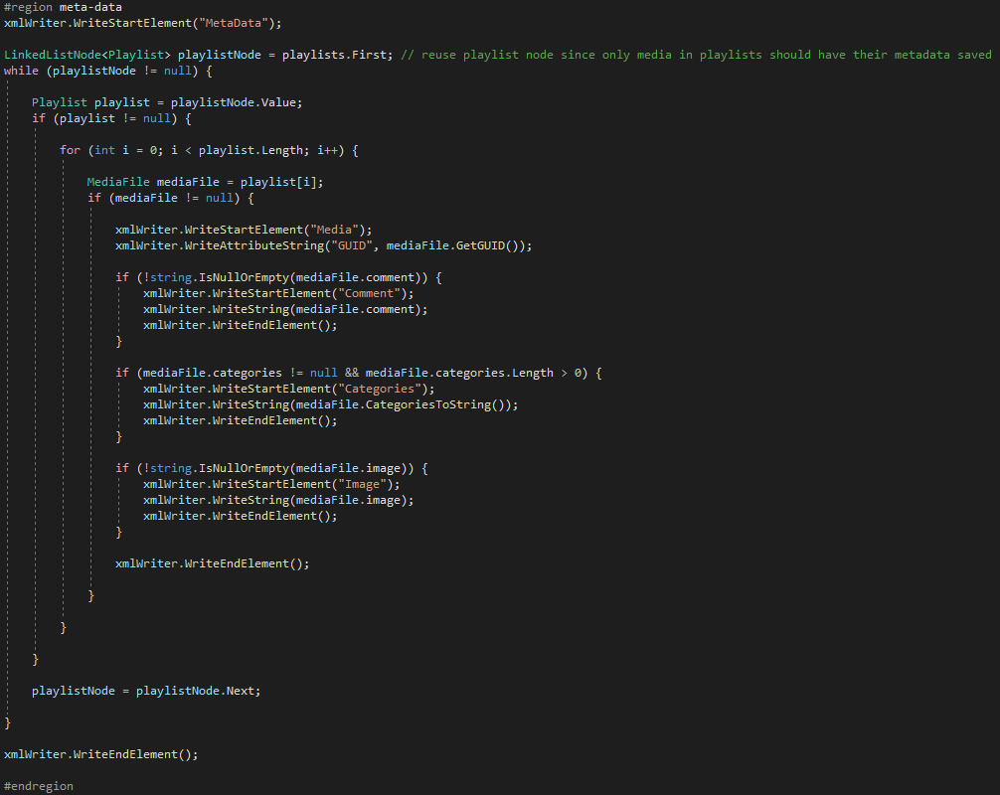 #region meta-data
xmlWriter.WriteStartElement("MetaData");
LinkedListNode<Playlist> playlistNode = playlists.First; // reuse playlist node since only media in playlists should have their metadata saved
while (playlistNode != null) {
Playlist playlist = playlistNode.Value;
if (playlist != null) {
for (int i = 0; i < playlist.Length; i++) {
MediaFile mediaFile = playlist[i];
if (mediaFile != null) {
xmlWriter.WriteStartElement("Media");
xmlWriter.WriteAttributeString("GUID", mediaFile.GetGUID());
if (!string.IsNullOrEmpty(mediaFile.comment)) {
xmlWriter.WriteStartElement("Comment");
xmlWriter.WriteString(mediaFile.comment);
xmlWriter.WriteEndElement();
}
if (mediaFile.categories != null && mediaFile.categories.Length > 0) {
xmlWriter.WriteStartElement("Categories");
xmlWriter.WriteString(mediaFile.CategoriesToString());
xmlWriter.WriteEndElement();
}
if (!string.IsNullOrEmpty(mediaFile.image)) {
xmlWriter.WriteStartElement("Image");
xmlWriter.WriteString(mediaFile.image);
xmlWriter.WriteEndElement();
}
xmlWriter.WriteEndElement();
}
}
}
playlistNode = playlistNode.Next;
}
xmlWriter.WriteEndElement();
#endregion